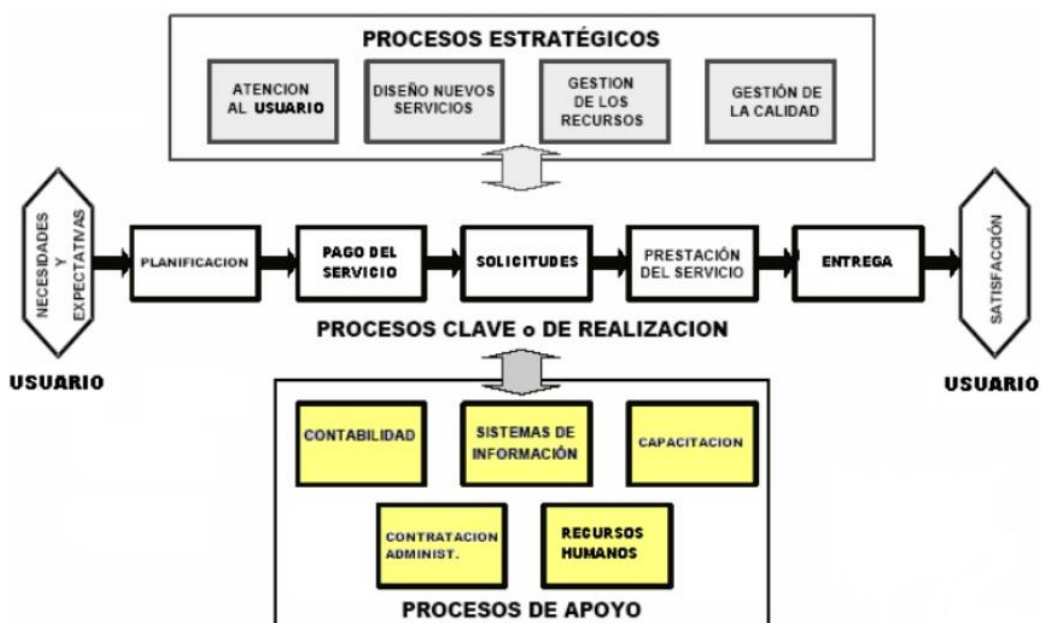 PROCESOS ESTRATÉGICOS
ATENCION
AL USUARIO
DISEÑO NUEVOS
SERVICIOS
GESTION
DE LOS
RECURSOS
GESTIÓN DE
LA CALIDAD
NECESIDADES
Y
EXPECTATIVAS
USUARIO
PLANIFICACION
PAGO DEL
SERVICIO
SOLICITUDES
PRESTACIÓN
DEL SERVICIO
ENTREGA
SATISFACCIÓN
USUARIO
PROCESOS CLAVE o DE REALIZACION
CONTABILIDAD
SISTEMAS DE
INFORMACIÓN
CAPACITACION
CONTRATACION
ADMINIST.
RECURSOS
HUMANOS
PROCESOS DE APOYO